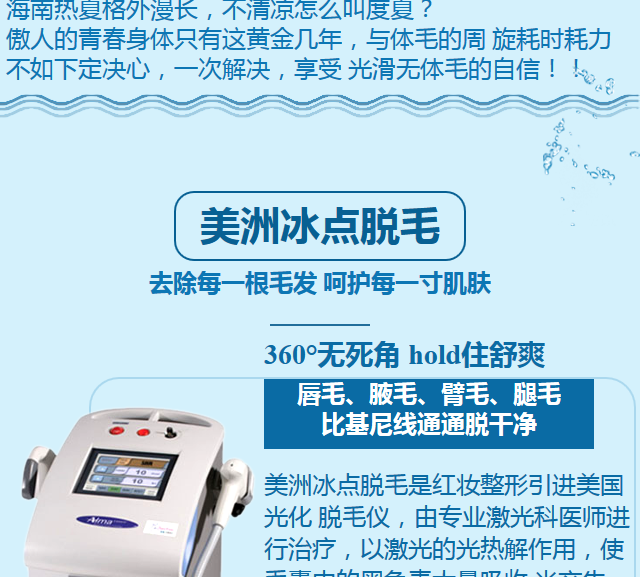 海南热夏格外漫长，不清凉怎么叫度夏？
傲人的青春身体只有这黄金几年，与体毛的周 旋耗时耗力
不如下定决心，一次解决，享受 光滑无体毛的自信！！
美洲冰点脱毛
去除每一根毛发 呵护每一寸肌肤
360°无死角 hold住舒爽
唇毛、腋毛、臂毛、腿毛
比基尼线通通脱干净
10
10
Alma
美洲冰点脱毛是红妆整形引进美国
光化 脱毛仪，由专业激光科医师进
行治疗，以激光的光热解作用，使